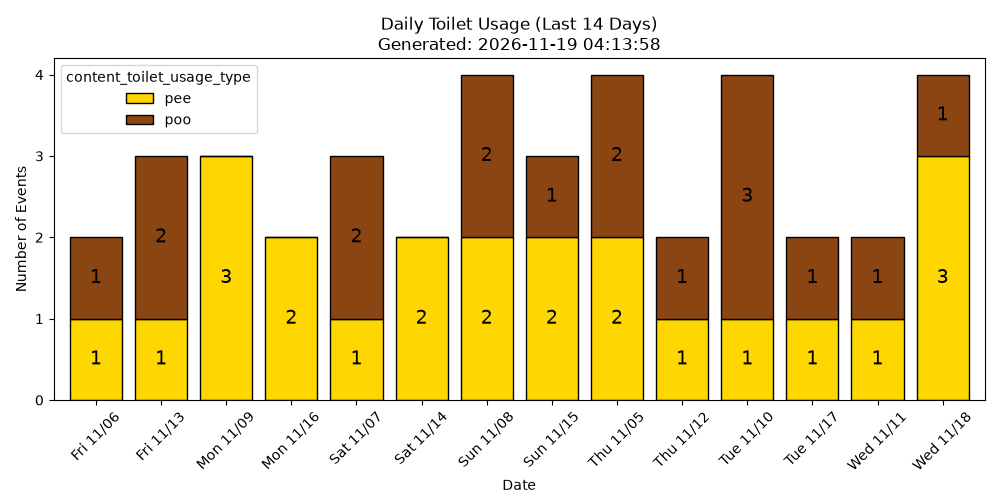 Daily Toilet Usage (Last 14 Days)
Generated: 2026-11-19 04:13:58
Number of Events
4
3
2
1
0
content_toilet_usage_type
pee
poo
1
1
2
1
3
2
2
1
2
2
2
1
2
2
2
1
1
3
1
1
1
1
1
1
3
Fri 11/06
Fri 11/13
Mon 11/09
Mon 11/16
Sat 11/07
Sat 11/14
Sun 11/08
Sun 11/15
Thu 11/05
Thu 11/12
Tue 11/10
Tue 11/17
Wed 11/11
Wed 11/18
Date